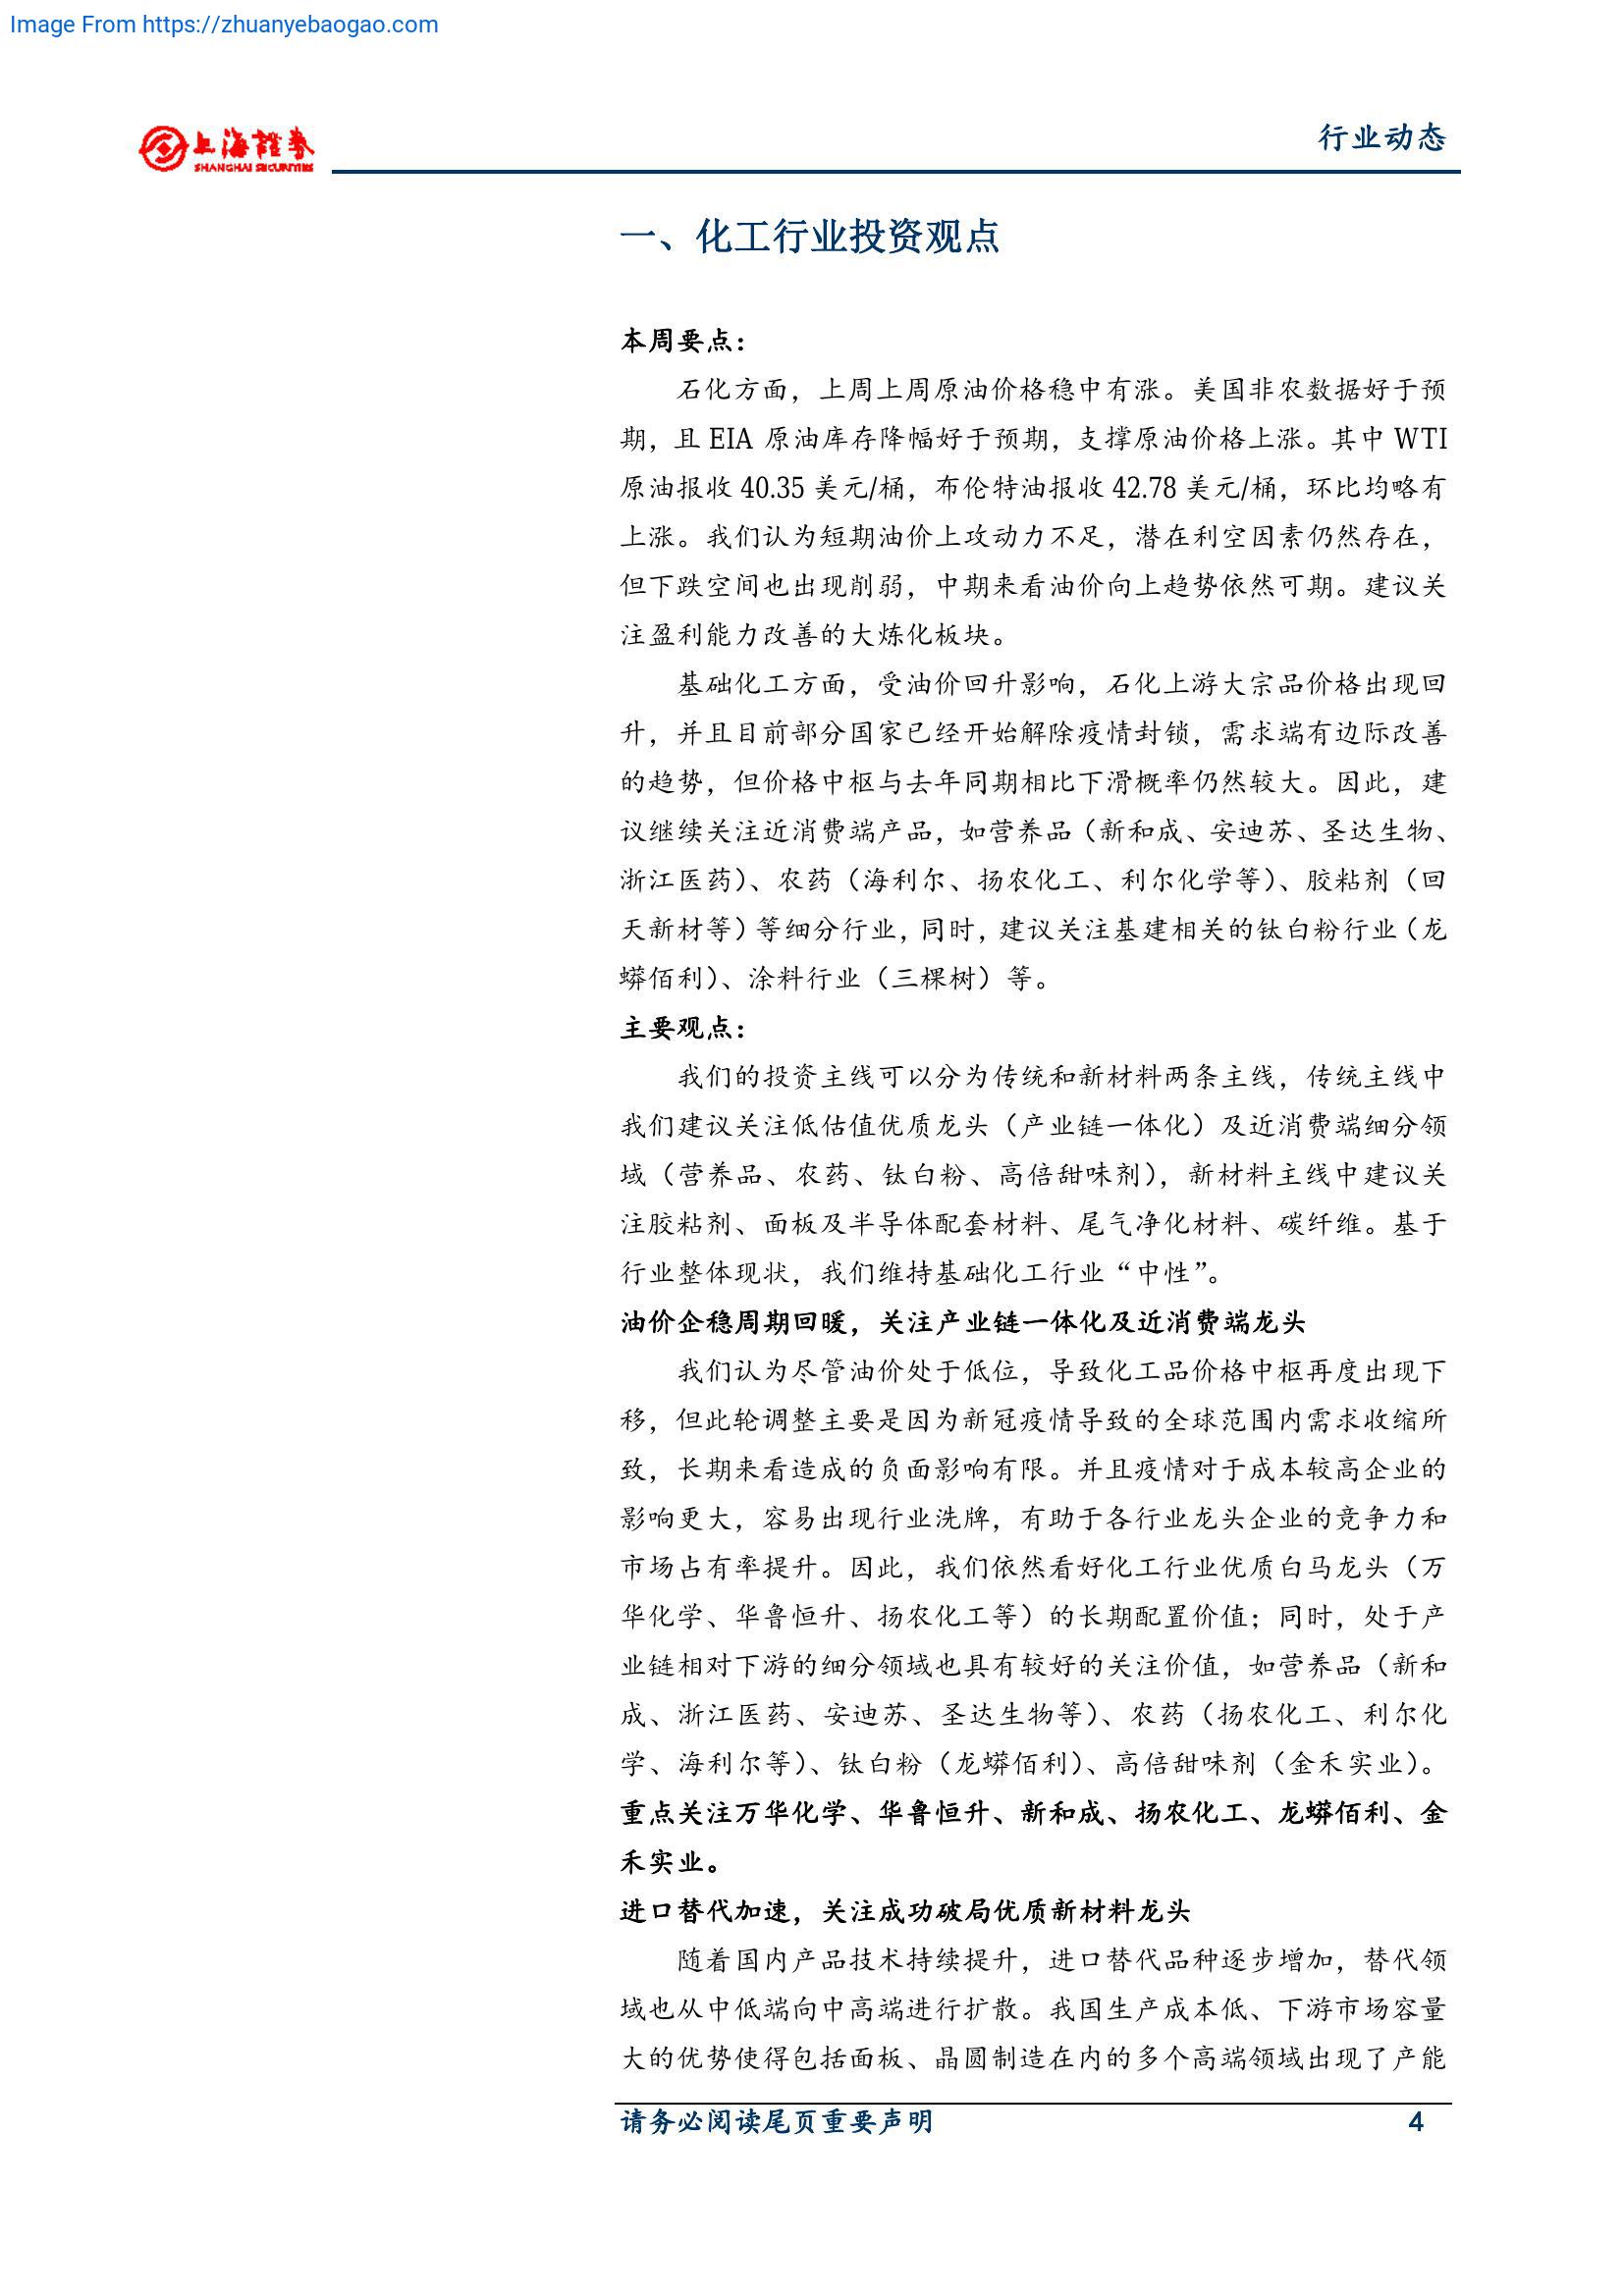 Image From https://zhuanyebaogao.com
上海證券
SHANGHAI SECURITIES
行业动态
一、化工行业投资观点
本周要点：
石化方面，上周上周原油价格稳中有涨。美国非农数据好于预
期，且 EIA 原油库存降幅好于预期，支撑原油价格上涨。其中 WTI
原油报收 40.35 美元/桶，布伦特油报收 42.78 美元/桶，环比均略有
上涨。我们认为短期油价上攻动力不足，潜在利空因素仍然存在，
但下跌空间也出现削弱，中期来看油价向上趋势依然可期。建议关
注盈利能力改善的大炼化板块。
基础化工方面，受油价回升影响，石化上游大宗品价格出现回
升，并且目前部分国家已经开始解除疫情封锁，需求端有边际改善
的趋势，但价格中枢与去年同期相比下滑概率仍然较大。因此，建
议继续关注近消费端产品，如营养品（新和成、安迪苏、圣达生物、
浙江医药）、农药（海利尔、扬农化工、利尔化学等）、胶粘剂（回
天新材等）等细分行业，同时，建议关注基建相关的钛白粉行业（龙
蟒佰利）、涂料行业（三棵树）等。
主要观点：
我们的投资主线可以分为传统和新材料两条主线，传统主线中
我们建议关注低估值优质龙头（产业链一体化）及近消费端细分领
域（营养品、农药、钛白粉、高倍甜味剂），新材料主线中建议关
注胶粘剂、面板及半导体配套材料、尾气净化材料、碳纤维。基于
行业整体现状，我们维持基础化工行业“中性”。
油价企稳周期回暖，关注产业链一体化及近消费端龙头
我们认为尽管油价处于低位，导致化工品价格中枢再度出现下
移，但此轮调整主要是因为新冠疫情导致的全球范围内需求收缩所
致，长期来看造成的负面影响有限。并且疫情对于成本较高企业的
影响更大，容易出现行业洗牌，有助于各行业龙头企业的竞争力和
市场占有率提升。因此，我们依然看好化工行业优质白马龙头（万
华化学、华鲁恒升、扬农化工等）的长期配置价值；同时，处于产
业链相对下游的细分领域也具有较好的关注价值，如营养品（新和
成、浙江医药、安迪苏、圣达生物等）、农药（扬农化工、利尔化
学、海利尔等）、钛白粉（龙蟒佰利）、高倍甜味剂（金禾实业）。
重点关注万华化学、华鲁恒升、新和成、扬农化工、龙蟒佰利、金
禾实业。
进口替代加速，关注成功破局优质新材料龙头
随着国内产品技术持续提升，进口替代品种逐步增加，替代领
域也从中低端向中高端进行扩散。我国生产成本低、下游市场容量
大的优势使得包括面板、晶圆制造在内的多个高端领域出现了产能
请务必阅读尾页重要声明 4